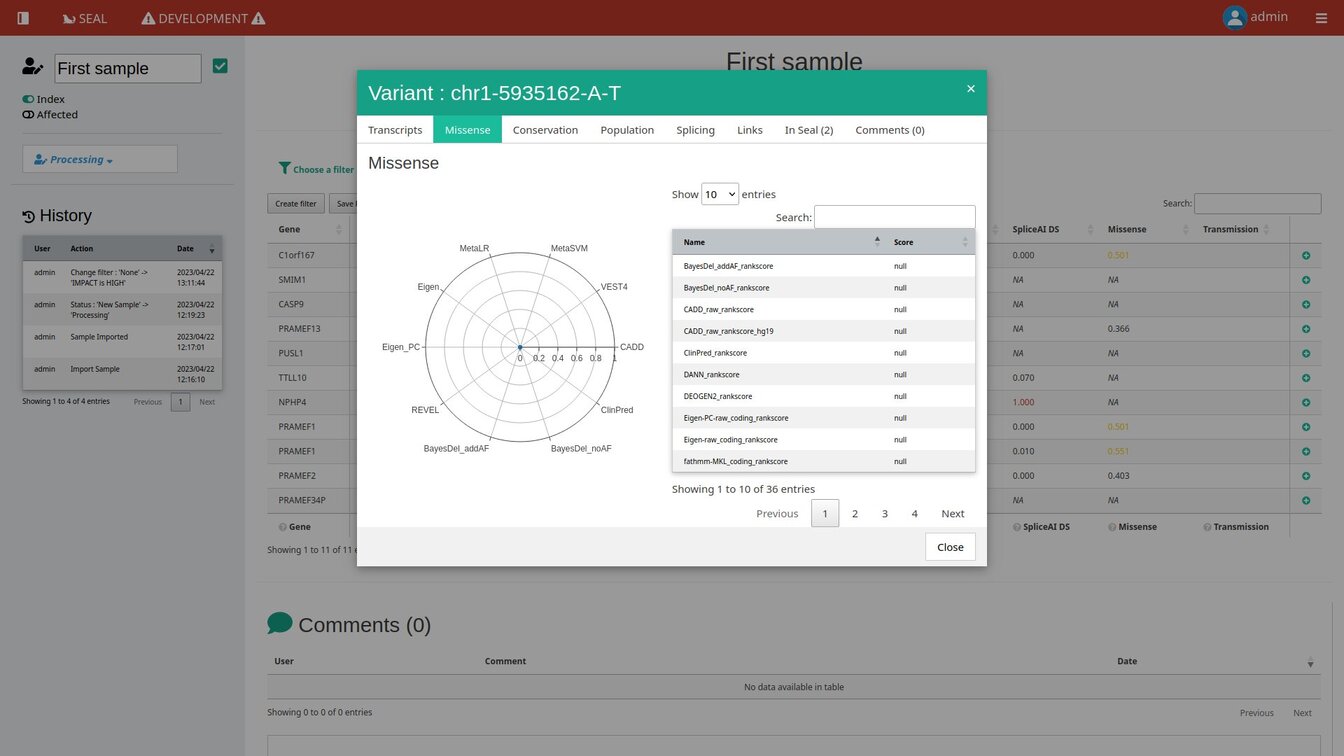 SEAL DEVELOPMENT admin
First sample
Index
Affected
Processing
History
User Action Date
admin Change filter : 'None' -> 'IMPACT is HIGH' 2023/04/22 13:11:44
admin Status : 'New Sample' -> 'Processing' 2023/04/22 12:19:23
admin Sample Imported 2023/04/22 12:17:01
admin Import Sample 2023/04/22 12:16:10
Showing 1 to 4 of 4 entries Previous 1 Next
First sample
Choose a filter
Create filter Save
Search:
Gene SpliceAI DS Missense Transmission
C1orf167 0.000 0.501
SMIM1 NA NA
CASP9 NA NA
PRAMEF13 NA 0.366
PUSL1 NA NA
TTLL10 0.070 NA
NPHP4 1.000 NA
PRAMEF1 0.000 0.501
PRAMEF1 0.010 0.551
PRAMEF2 0.000 0.403
PRAMEF34P NA NA
Gene SpliceAI DS Missense Transmission
Showing 1 to 11 of 11
Variant : chr1-5935162-A-T ×
Transcripts Missense Conservation Population Splicing Links In Seal (2) Comments (0)
Missense
MetaLR MetaSVM
Eigen VEST4
Eigen_PC CADD
0 0.2 0.4 0.6 0.8 1
REVEL ClinPred
BayesDel_addAF BayesDel_noAF
Show 10 entries
Search:
Name Score
BayesDel_addAF_rankscore null
BayesDel_noAF_rankscore null
CADD_raw_rankscore null
CADD_raw_rankscore_hg19 null
ClinPred_rankscore null
DANN_rankscore null
DEOGEN2_rankscore null
Eigen-PC-raw_coding_rankscore null
Eigen-raw_coding_rankscore null
fathmm-MKL_coding_rankscore null
Showing 1 to 10 of 36 entries
Previous 1 2 3 4 Next
Close
Comments (0)
User Comment Date
No data available in table
Showing 0 to 0 of 0 entries Previous Next